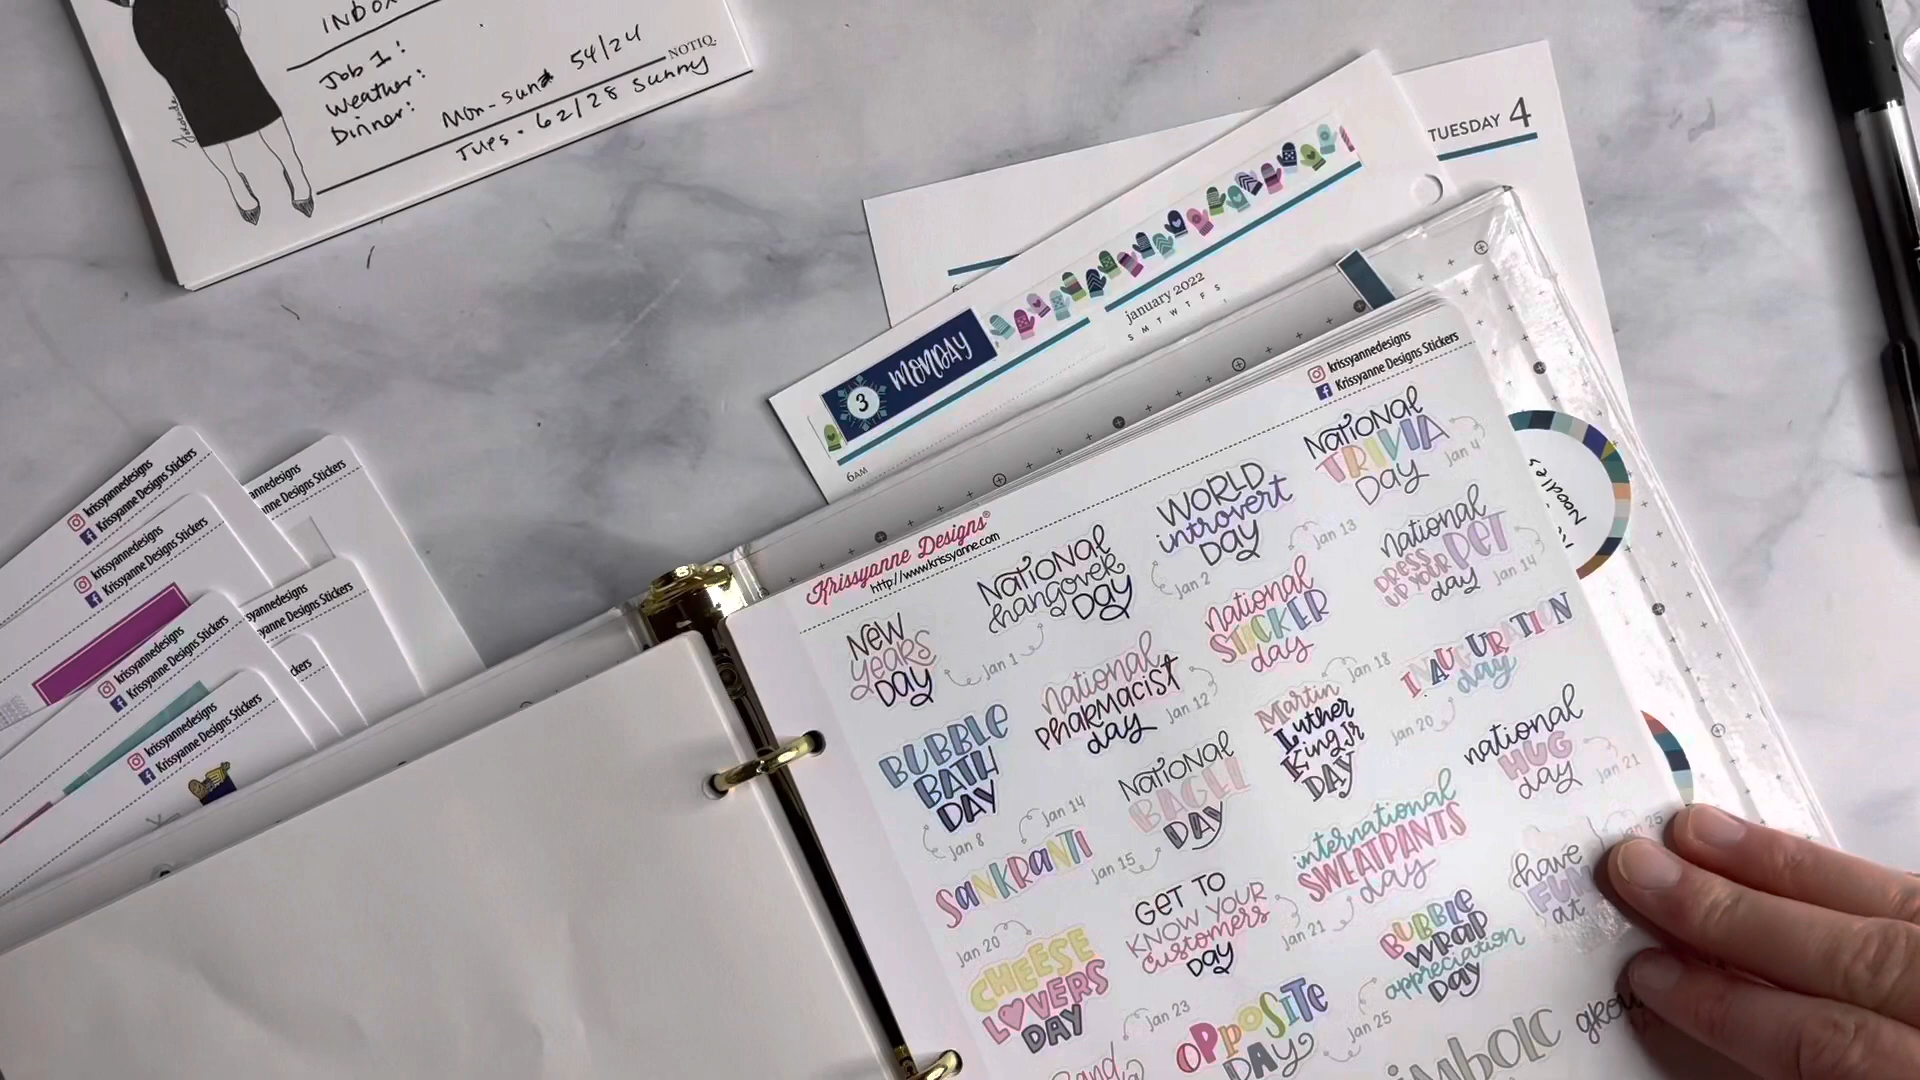 INBOX
Job 1:
Weather:
Dinner:
Mon-Sun 54/24
NOTIQ.
Tues. 62/28 Sunny
TUESDAY 4
3 MONDAY
january 2022
S M T W T F S
6AM
krissyannedesigns
Krissyanne Designs Stickers
Krissyanne Designs®
http://www.krissyanne.com
NEW
YEARS
DAY
NATIONAL
hangover
DAY
Jan 1
WORLD
introvert
DAY
Jan 2
NATIONAL
TRIVIA
DAY
Jan 4
BUBBLE
BATH
DAY
Jan 8
national
PHARMACIST
day
Jan 12
national
STICKER
day
Jan 13
national
DRESS
UP YOUR PET
day
Jan 14
SANKRANTI
Jan 14
NATIONAL
BAGEL
DAY
Jan 15
Martin
Luther
King Jr
DAY
Jan 18
INAUGURATION
day
Jan 20
CHEESE
LOVERS
DAY
Jan 20
GET TO
KNOW YOUR
customers
DAY
Jan 21
international
SWEATPANTS
day
Jan 21
national
HUG
day
Jan 21
Jan 23
OPPOSITE
DAY
Jan 25
BUBBLE
WRAP
appreciation
DAY
have
FUN
at
Jan 25
krissyannedesigns
Krissyanne Designs Stickers
krissyannedesigns
Krissyanne Designs Stickers
krissyannedesigns
Krissyanne Designs Stickers
krissyannedesigns
Krissyanne Designs Stickers